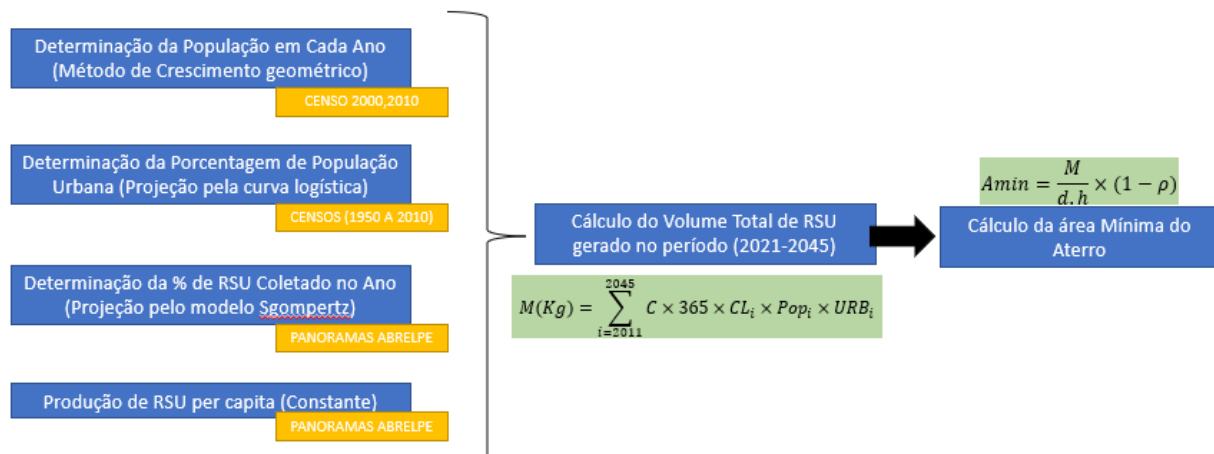 Determinação da População em Cada Ano
(Método de Crescimento geométrico)
CENSO 2000,2010
Determinação da Porcentagem de População
Urbana (Projeção pela curva logística)
CENSOS (1950 A 2010)
Determinação da % de RSU Coletado no Ano
(Projeção pelo modelo Sgompertz)
PANORAMAS ABRELPE
Produção de RSU per capita (Constante)
PANORAMAS ABRELPE
Cálculo do Volume Total de RSU
gerado no período (2021-2045)
M(Kg) = \sum_{i=2011}^{2045} C × 365 × CL_i × Pop_i × URB_i
Amin = \frac{M}{d.h} × (1 − ρ)
Cálculo da área Mínima do
Aterro